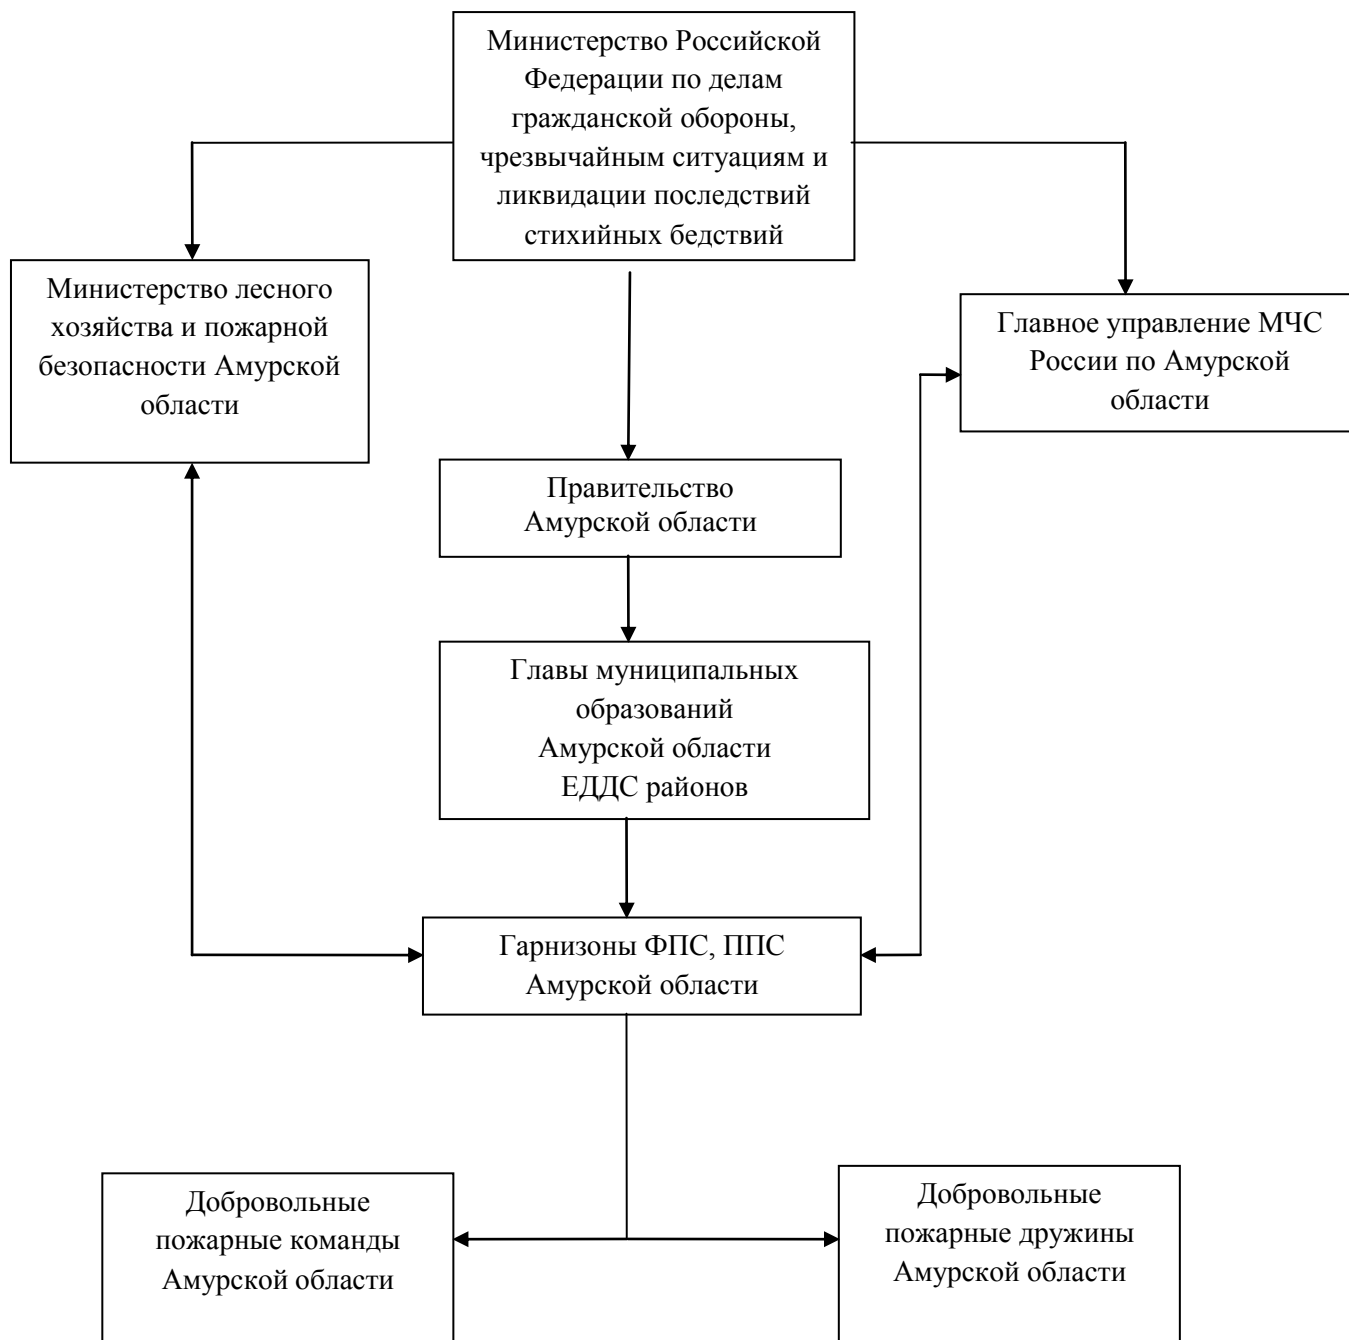 Министерство Российской
Федерации по делам
гражданской обороны,
чрезвычайным ситуациям и
ликвидации последствий
стихийных бедствий
Министерство лесного
хозяйства и пожарной
безопасности Амурской
области
Главное управление МЧС
России по Амурской
области
Правительство
Амурской области
Главы муниципальных
образований
Амурской области
ЕДДС районов
Гарнизоны ФПС, ППС
Амурской области
Добровольные
пожарные команды
Амурской области
Добровольные
пожарные дружины
Амурской области